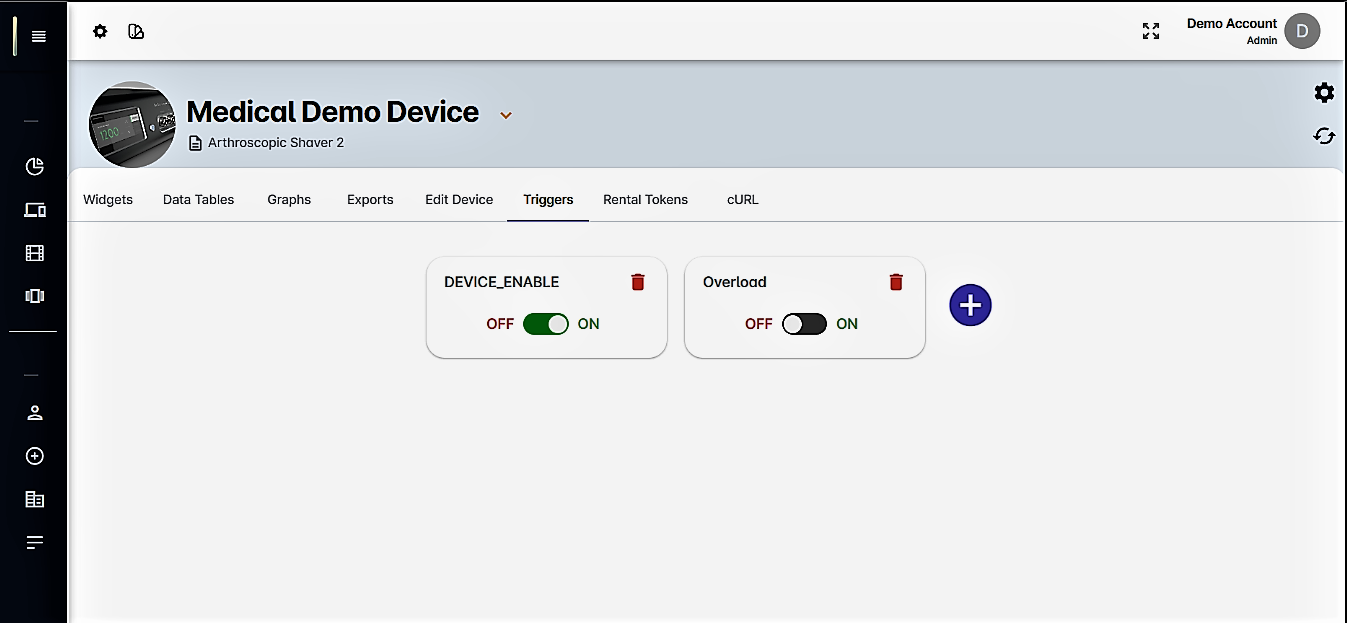 Demo Account
Admin
D
Medical Demo Device
Arthroscopic Shaver 2
1200
Widgets Data Tables Graphs Exports Edit Device Triggers Rental Tokens cURL
DEVICE_ENABLE
OFF ON
Overload
OFF ON